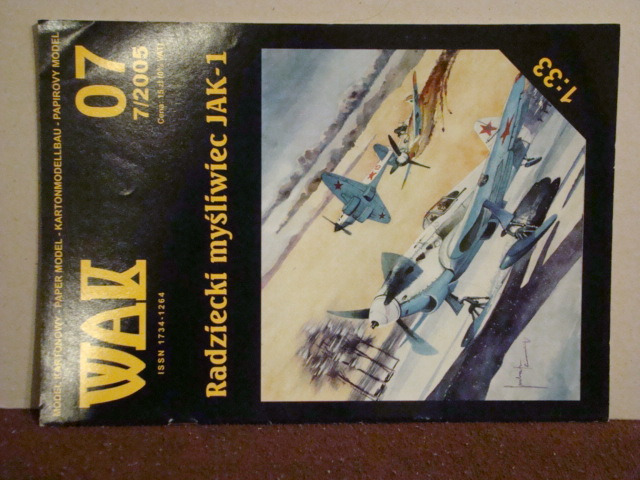 MODEL KARTONOWY - PAPER MODEL - KARTONMODELLBAU - PAPIROVY MODEL
WAK
07
7/2005
ISSN 1734-1264
Radziecki myśliwiec JAK-1
1:33